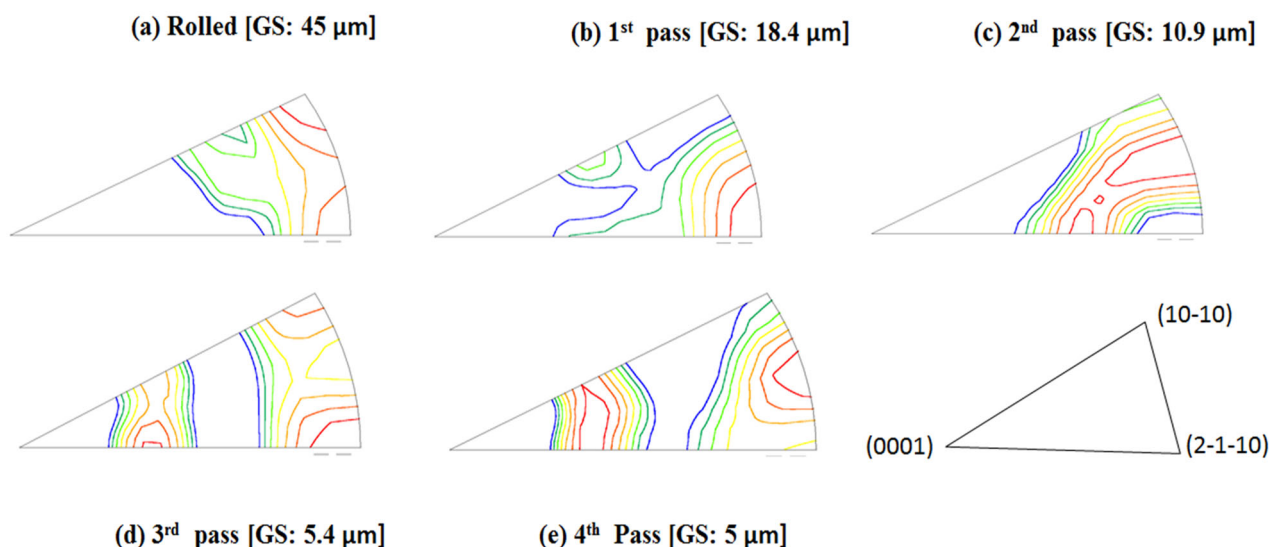 (a) Rolled [GS: 45 μm]
(b) 1st pass [GS: 18.4 μm]
(c) 2nd pass [GS: 10.9 μm]
(10-10)
(0001)
(2-1-10)
(d) 3rd pass [GS: 5.4 μm]
(e) 4th Pass [GS: 5 μm]